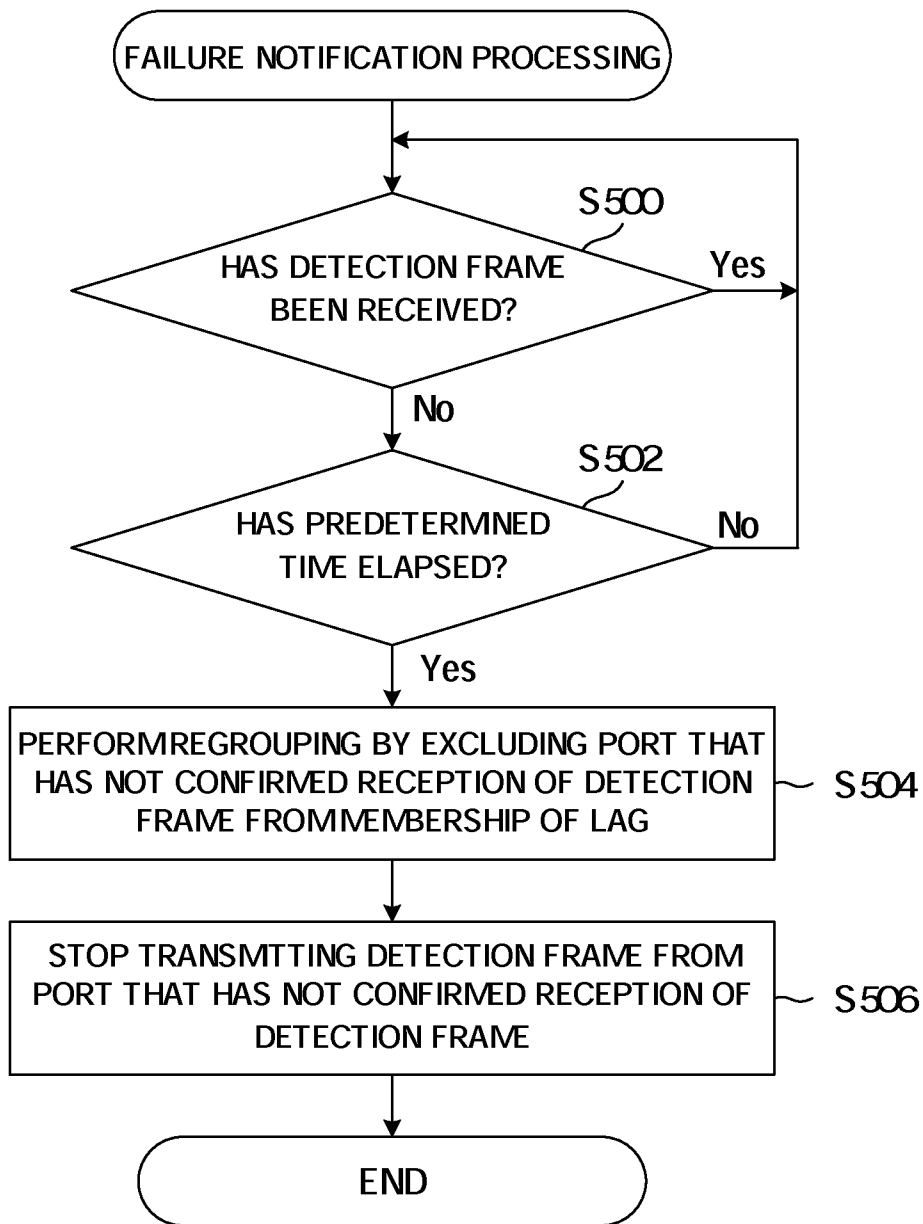 FAILURE NOTIFICATION PROCESSING
S500
HAS DETECTION FRAME
BEEN RECEIVED?
Yes
No
S502
HAS PREDETERMNED
TIME ELAPSED?
No
Yes
PERFORM REGROUPING BY EXCLUDING PORT THAT
HAS NOT CONFIRMED RECEPTION OF DETECTION
FRAME FROM MEMBERSHIP OF LAG
S504
STOP TRANSMTTING DETECTION FRAME FROM
PORT THAT HAS NOT CONFIRMED RECEPTION OF
DETECTION FRAME
S506
END